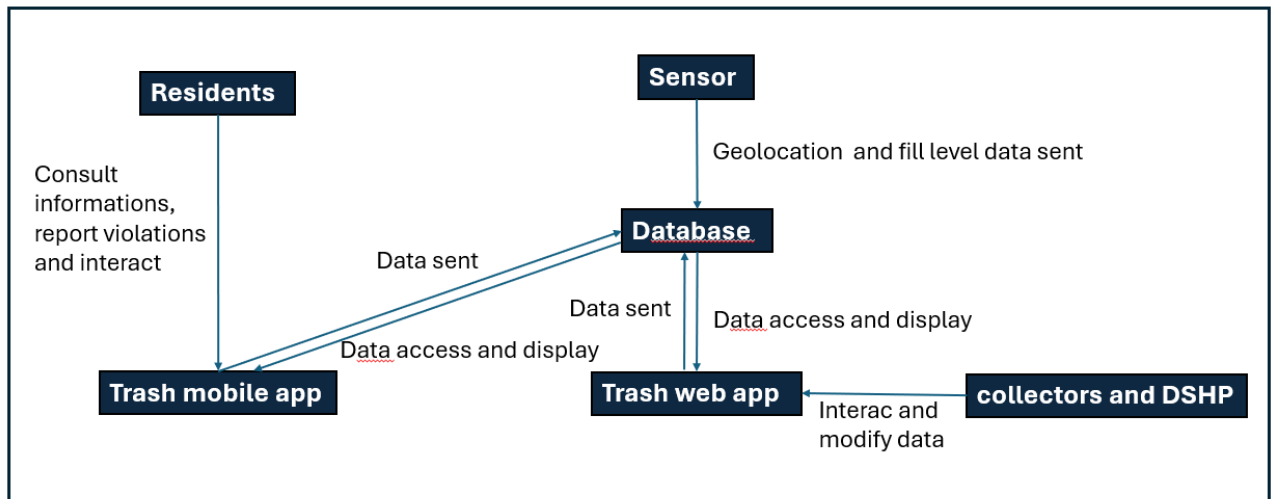 Residents
Sensor
Consult
informations,
report violations
and interact
Geolocation and fill level data sent
Database
Data sent
Data sent
Data access and display
Data access and display
Trash mobile app
Trash web app
collectors and DSHP
Interac and
modify data